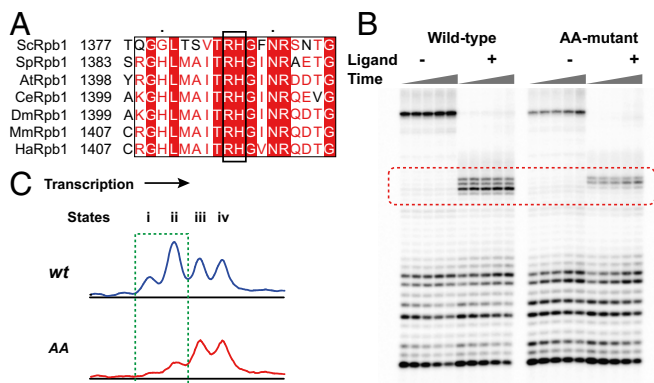 A
ScRpb1 1377 TQGGLTSVTRHGFNRSNTG
SpRpb1 1383 SRGHLMAITRHGINRAETG
AtRpb1 1398 YRGHLMAITRHGINRDDTG
CeRpb1 1399 AKGHLMAITRHGINRQEVG
DmRpb1 1399 AKGHLMAITRHGINRQDTG
MmRpb1 1407 CRGHLMAITRHGVNRQDTG
HaRpb1 1407 CRGHLMAITRHGVNRQDTG
B
Wild-type AA-mutant
Ligand - + - +
Time
C
Transcription
States i ii iii iv
wt
AA